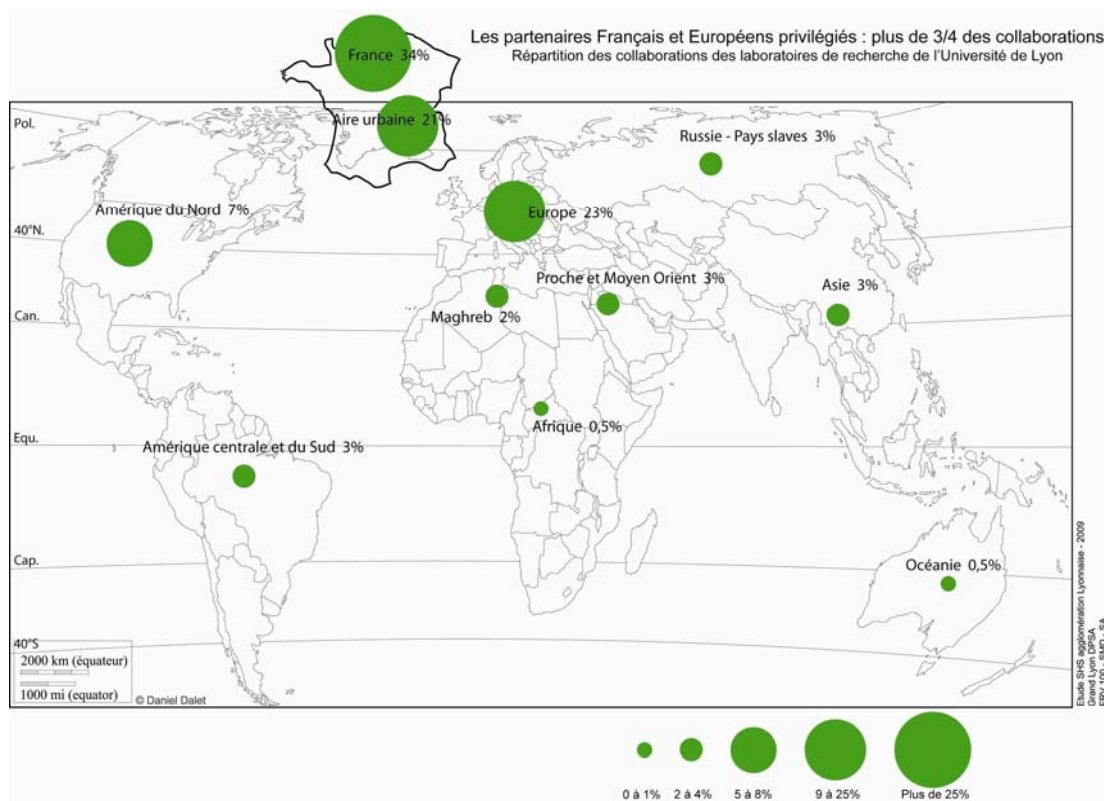 Les partenaires Français et Européens privilégiés : plus de 3/4 des collaborations
Répartition des collaborations des laboratoires de recherche de l'Université de Lyon
France 34%
Aire urbaine 21%
Pol.
Russie - Pays slaves 3%
Amérique du Nord 7%
Europe 23%
40°N.
Proche et Moyen Orient 3%
Asie 3%
Maghreb 2%
Can.
Afrique 0,5%
Equ.
Amérique centrale et du Sud 3%
Océanie 0,5%
Cap.
40°S
2000 km (équateur)
1000 mi (equator)
© Daniel Dalet
Etude SHS agglomération Lyonnaise - 2009
Grand Lyon DPSA
ERV 100 - SMD - SA
0 à 1%
2 à 4%
5 à 8%
9 à 25%
Plus de 25%